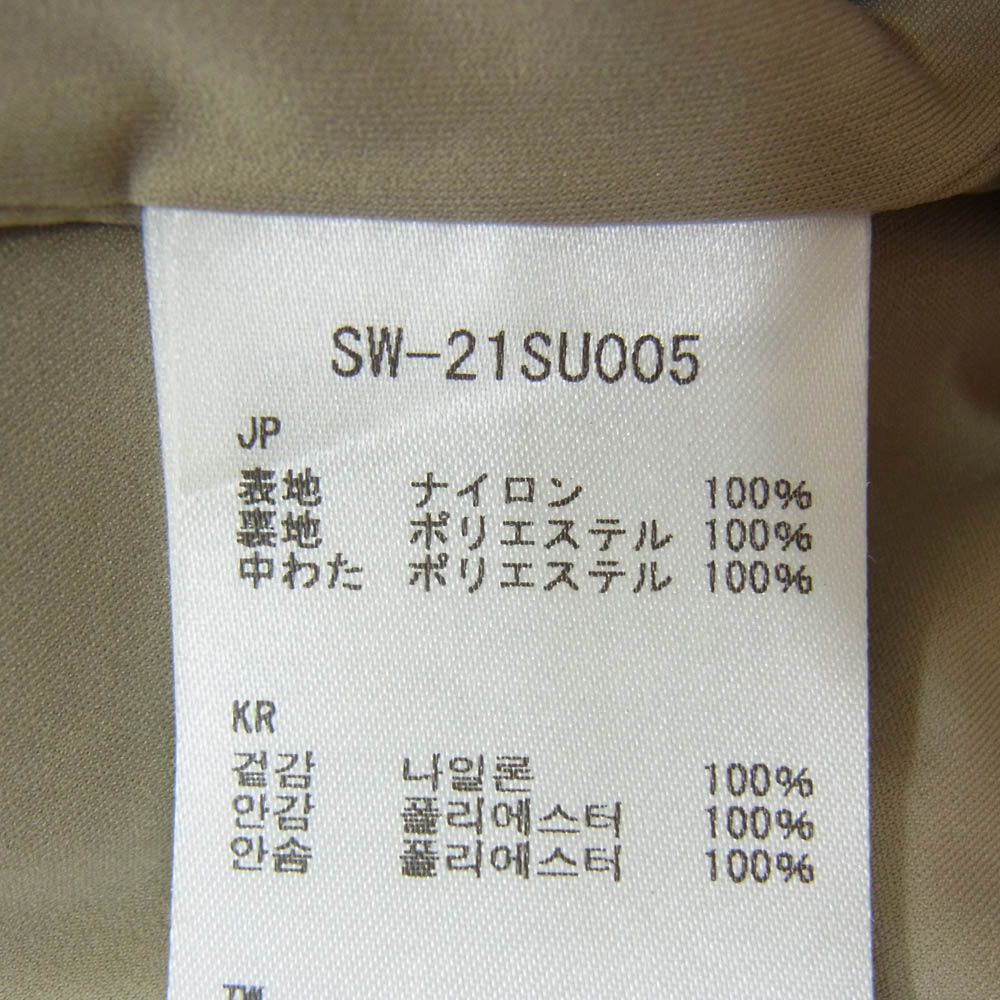 SW-21SU005
JP
表地 ナイロン 100%
裏地 ポリエステル 100%
中わた ポリエステル 100%
KR
겉감 나일론 100%
안감 폴리에스터 100%
안솜 폴리에스터 100%
TW